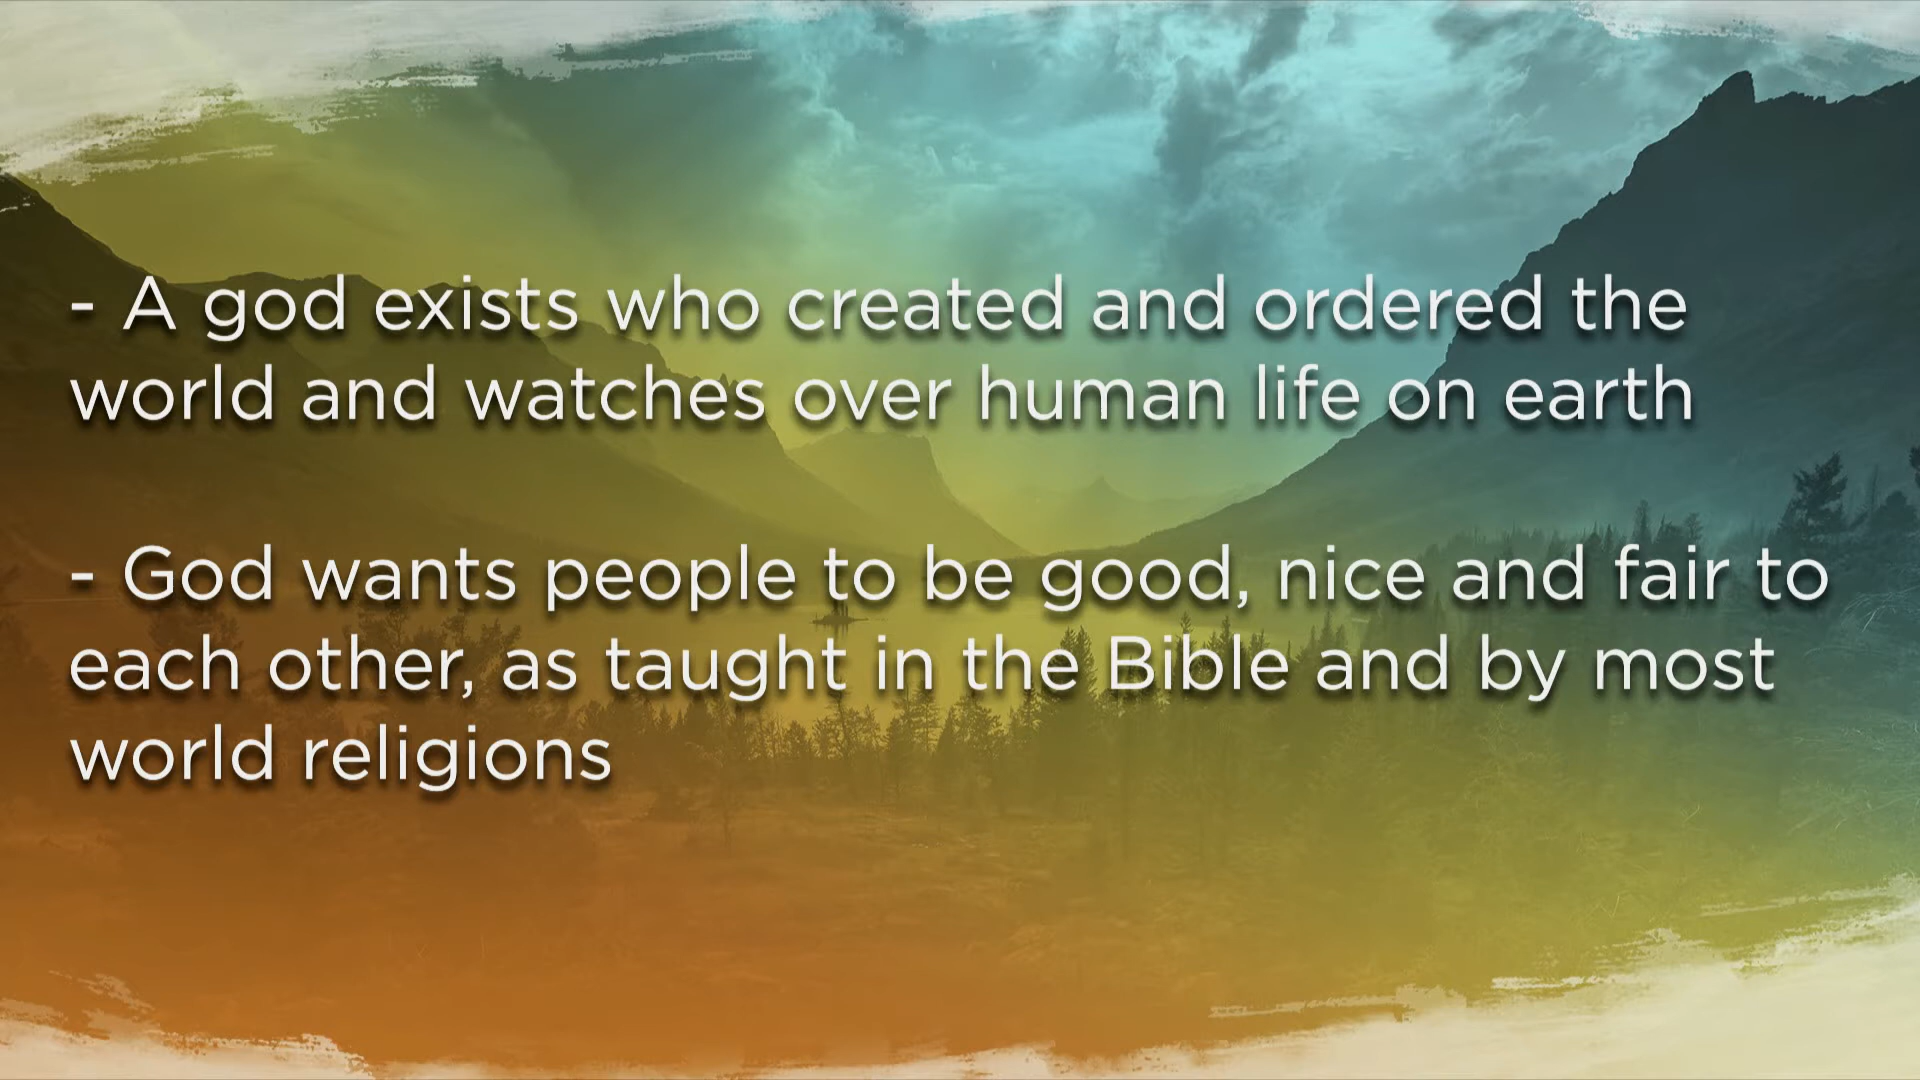 - A god exists who created and ordered the
world and watches over human life on earth
- God wants people to be good, nice and fair to
each other, as taught in the Bible and by most
world religions